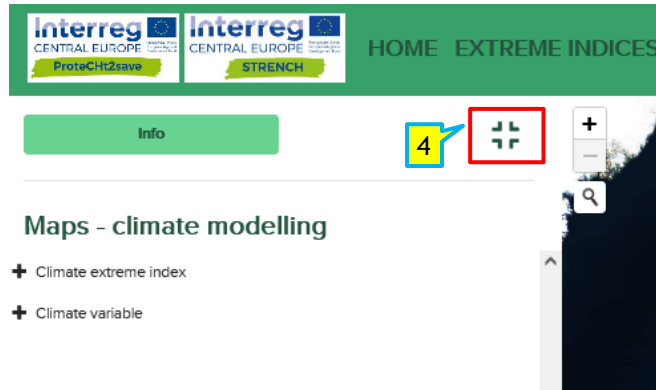 Interreg
CENTRAL EUROPE
ProteCHt2save
Interreg
CENTRAL EUROPE
STRENCH
HOME EXTREME INDICES
Info
4
+
−
Maps - climate modelling
+ Climate extreme index
+ Climate variable